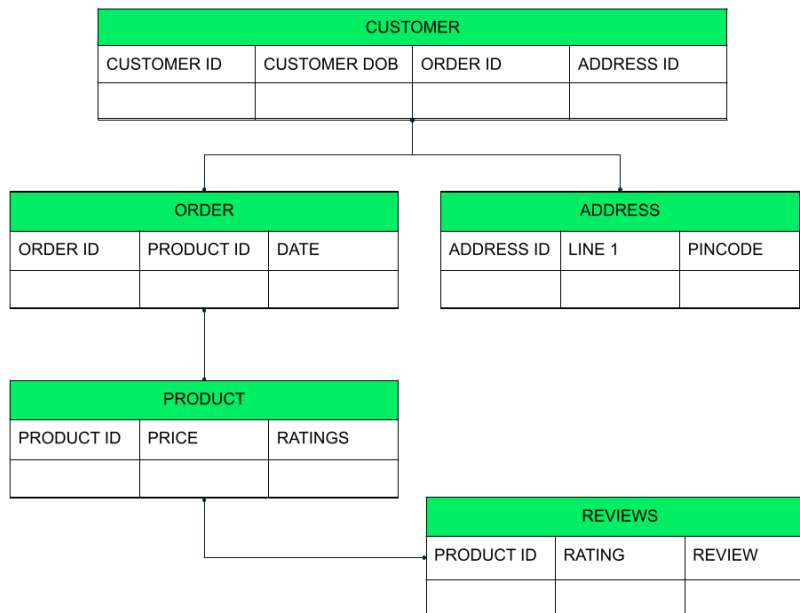 CUSTOMER
CUSTOMER ID CUSTOMER DOB ORDER ID ADDRESS ID
ORDER
ORDER ID PRODUCT ID DATE
ADDRESS
ADDRESS ID LINE 1 PINCODE
PRODUCT
PRODUCT ID PRICE RATINGS
REVIEWS
PRODUCT ID RATING REVIEW